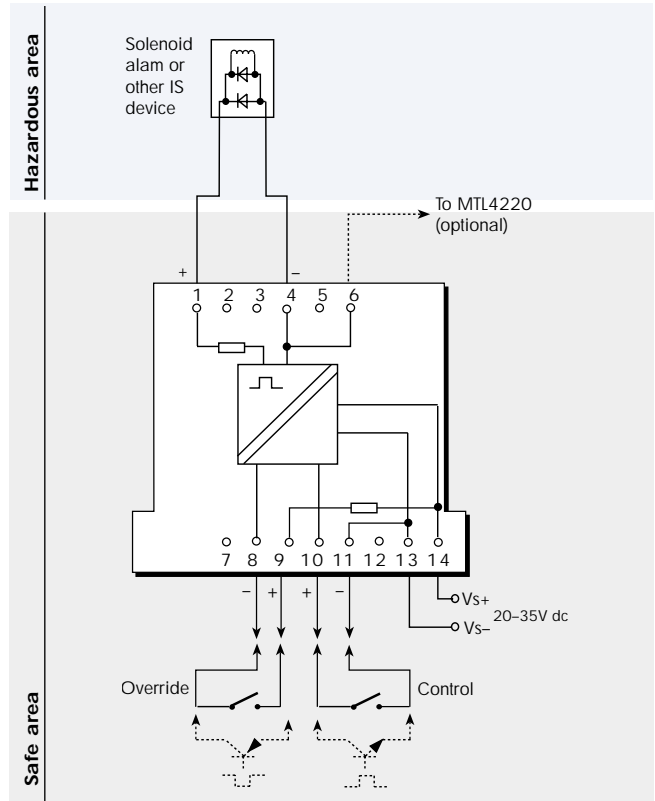 Hazardous area
Solenoid
alam or
other IS
device
To MTL4220
(optional)
+ −
1 2 3 4 5 6
7 8 9 10 11 12 13 14
− + + −
Vs+
20–35V dc
Vs−
Override
Control
Safe area